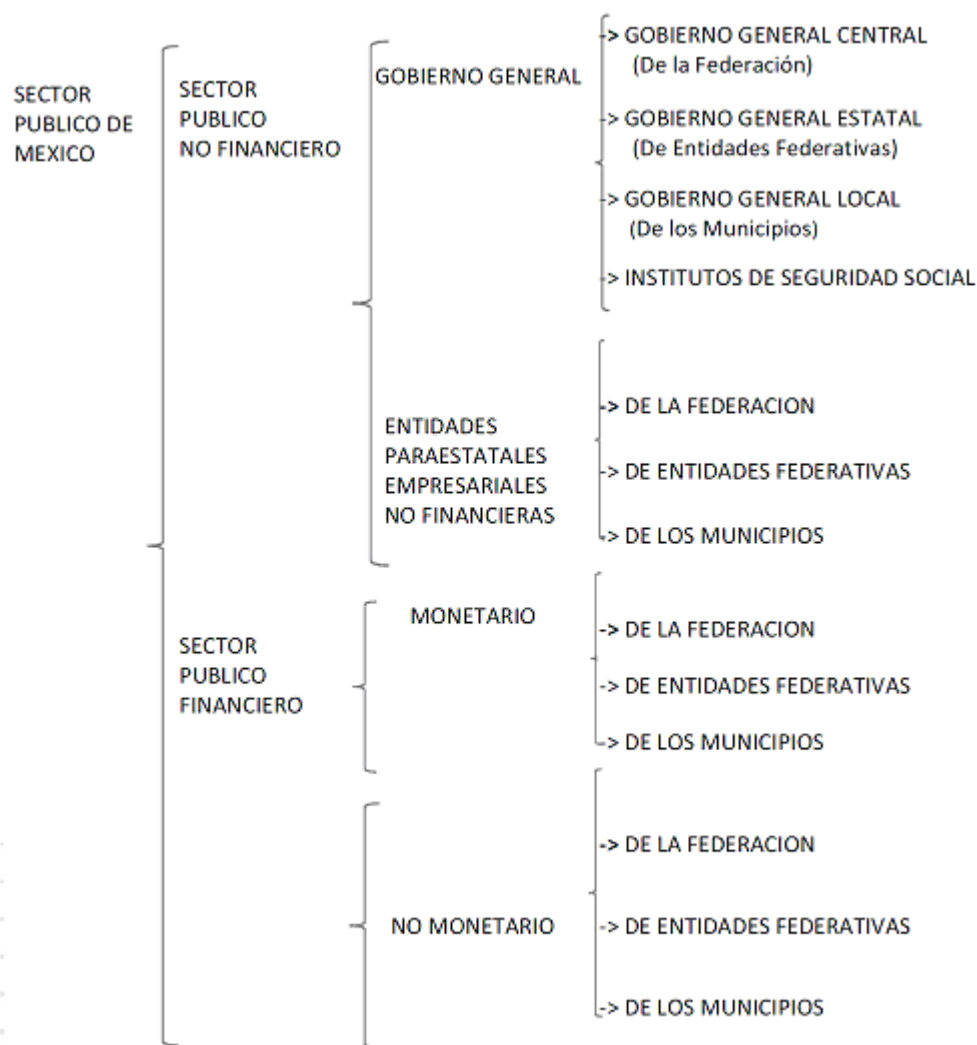 SECTOR
PUBLICO DE
MEXICO
SECTOR
PUBLICO
NO FINANCIERO
GOBIERNO GENERAL
-> GOBIERNO GENERAL CENTRAL
(De la Federación)
-> GOBIERNO GENERAL ESTATAL
(De Entidades Federativas)
-> GOBIERNO GENERAL LOCAL
(De los Municipios)
-> INSTITUTOS DE SEGURIDAD SOCIAL
ENTIDADES
PARAESTATALES
EMPRESARIALES
NO FINANCIERAS
-> DE LA FEDERACION
-> DE ENTIDADES FEDERATIVAS
-> DE LOS MUNICIPIOS
SECTOR
PUBLICO
FINANCIERO
MONETARIO
-> DE LA FEDERACION
-> DE ENTIDADES FEDERATIVAS
-> DE LOS MUNICIPIOS
NO MONETARIO
-> DE LA FEDERACION
-> DE ENTIDADES FEDERATIVAS
-> DE LOS MUNICIPIOS